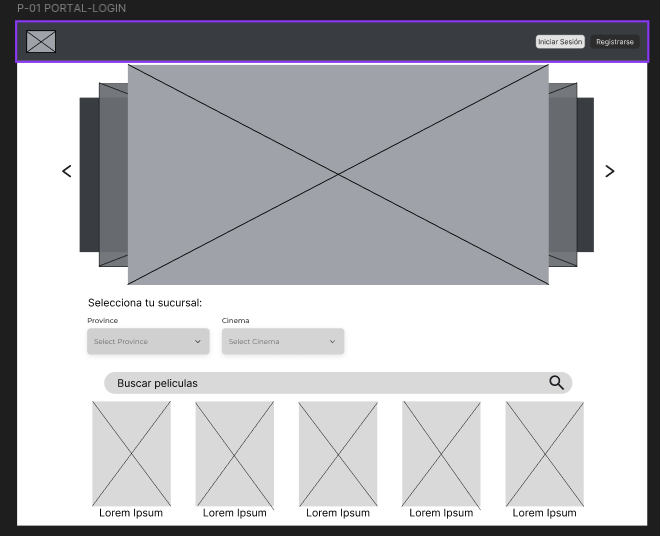 P-01 PORTAL-LOGIN
Iniciar Sesión
Registrarse
Selecciona tu sucursal:
Province
Cinema
Select Province
Select Cinema
Buscar peliculas
Lorem Ipsum
Lorem Ipsum
Lorem Ipsum
Lorem Ipsum
Lorem Ipsum